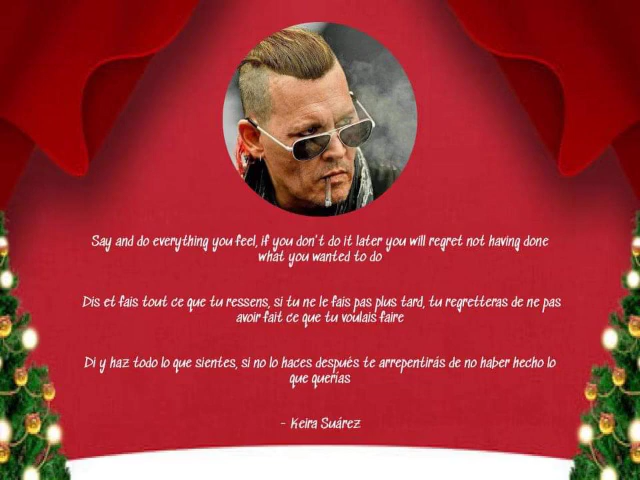 Say and do everything you feel, if you don't do it later you will regret not having done
what you wanted to do
Dis et fais tout ce que tu ressens, si tu ne le fais pas plus tard, tu regretteras de ne pas
avoir fait ce que tu voulais faire
Di y haz todo lo que sientes, si no lo haces después te arrepentirás de no haber hecho lo
que querías
- Keira Suárez